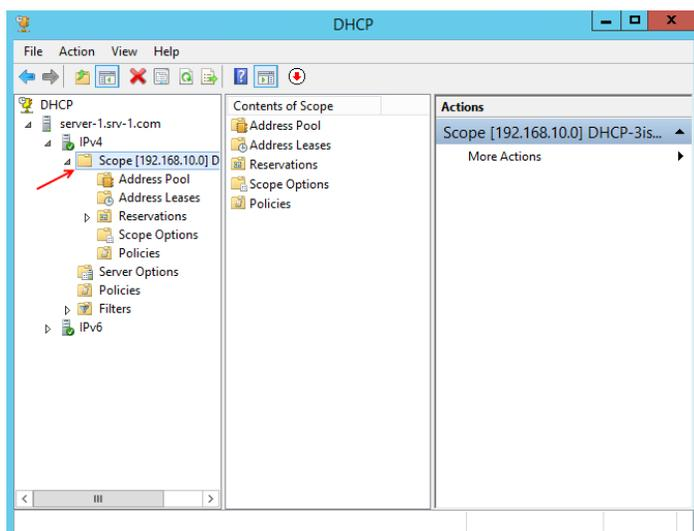 DHCP
File Action View Help
DHCP
server-1.srv-1.com
IPv4
Scope [192.168.10.0] D
Address Pool
Address Leases
Reservations
Scope Options
Policies
Server Options
Policies
Filters
IPv6
Contents of Scope
Address Pool
Address Leases
Reservations
Scope Options
Policies
Actions
Scope [192.168.10.0] DHCP-3is...
More Actions